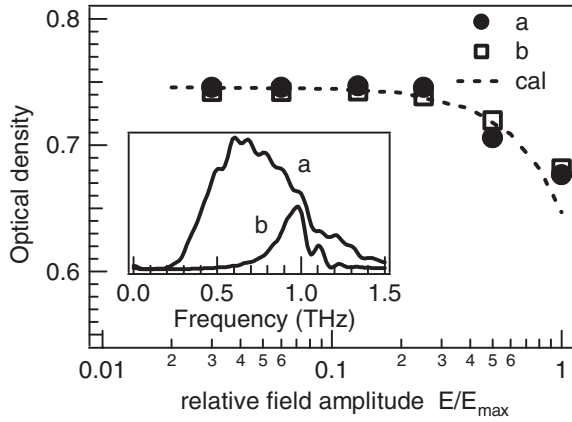 0.8
0.7
0.6
Optical density
a
b
cal
a
b
0.0 0.5 1.0 1.5
Frequency (THz)
0.01 2 3 4 5 6 0.1 2 3 4 5 6 1
relative field amplitude E/Emax